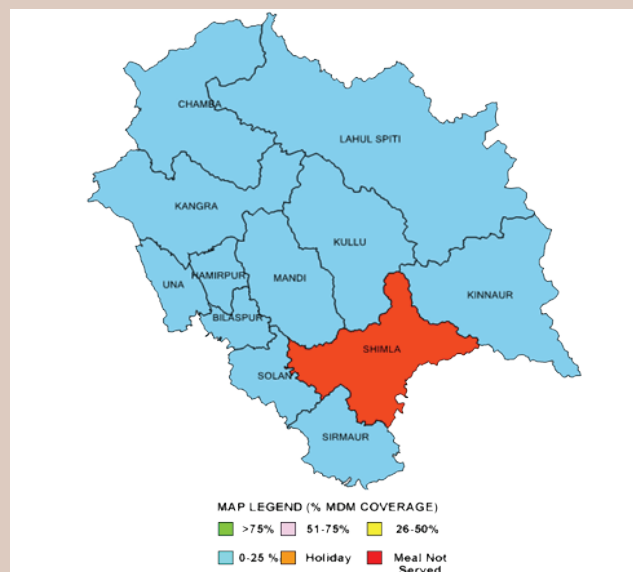 CHAMBA
LAHUL SPITI
KANGRA
KULLU
HAMIRPUR
MANDI
UNA
KINNAUR
BILASPUR
SHIMLA
SOLAN
SIRMAUR
MAP LEGEND (% MDM COVERAGE)
>75% 51-75% 26-50%
0-25 % Holiday Meal Not
Served